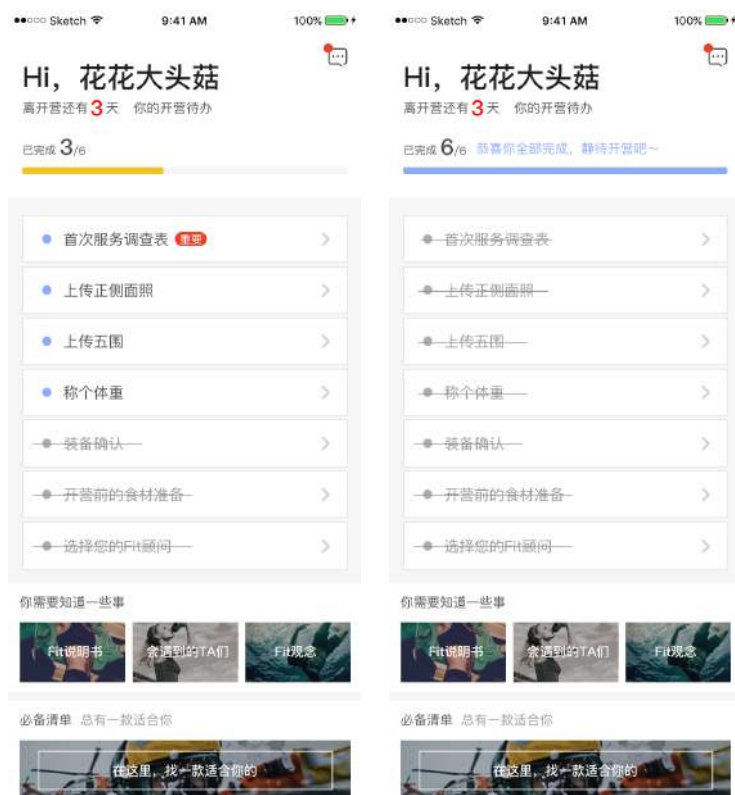 Sketch 9:41 AM 100%
Hi，花花大头菇
离开营还有3天 你的开营待办
已完成 3/6
首次服务调查表 重要
上传正侧面照
上传五围
称个体重
装备确认
开营前的食材准备
选择您的Fit顾问
你需要知道一些事
Fit说明书 会遇到的TA们 Fit观念
必备清单 总有一款适合你
在这里，找一款适合你的
Sketch 9:41 AM 100%
Hi，花花大头菇
离开营还有3天 你的开营待办
已完成 6/6 恭喜你全部完成，静待开营吧～
首次服务调查表
上传正侧面照
上传五围
称个体重
装备确认
开营前的食材准备
选择您的Fit顾问
你需要知道一些事
Fit说明书 会遇到的TA们 Fit观念
必备清单 总有一款适合你
在这里，找一款适合你的